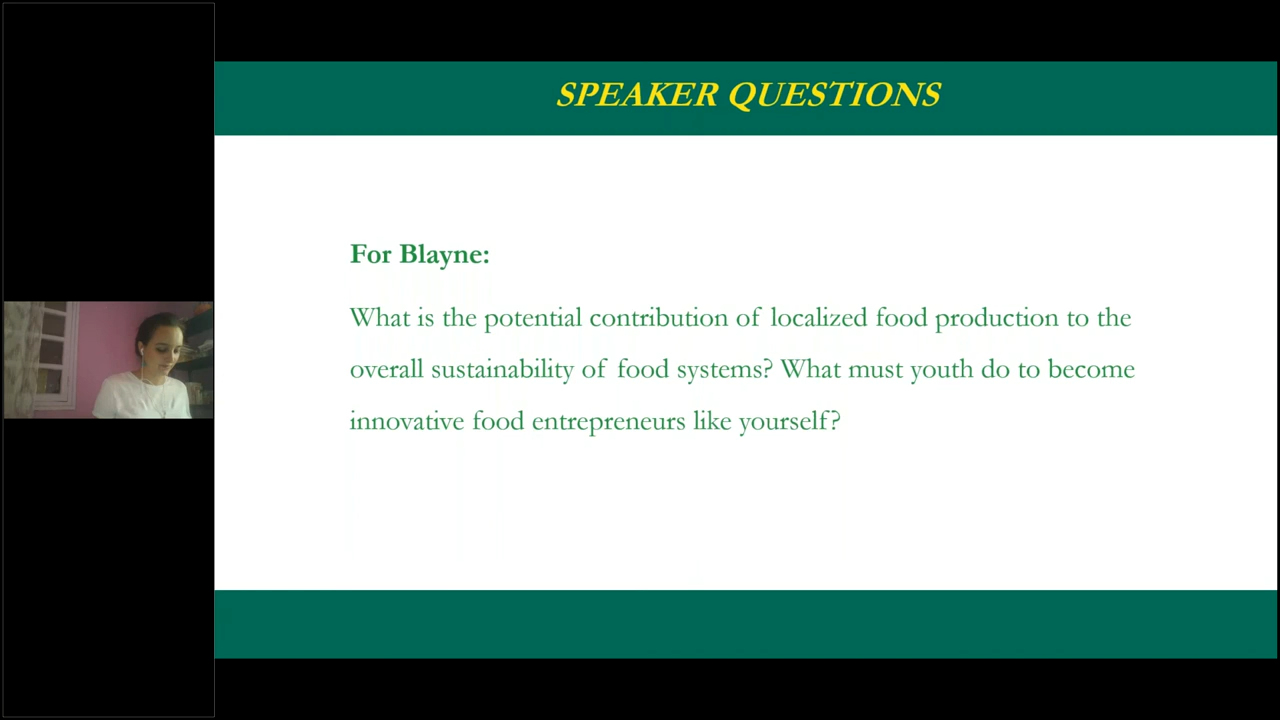 SPEAKER QUESTIONS
For Blayne:
What is the potential contribution of localized food production to the
overall sustainability of food systems? What must youth do to become
innovative food entrepreneurs like yourself?